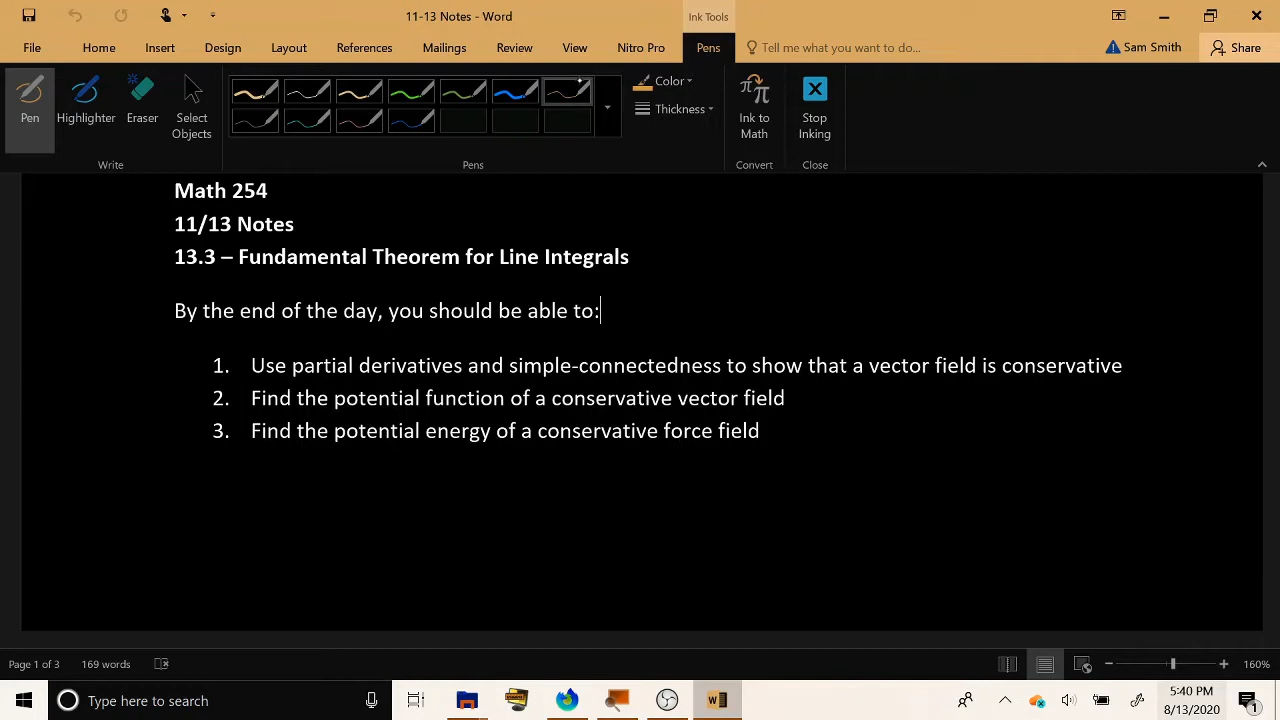 11-13 Notes - Word
Ink Tools
File Home Insert Design Layout References Mailings Review View Nitro Pro Pens Tell me what you want to do... Sam Smith Share
Pen Highlighter Eraser Select Objects
Color
Thickness
Ink to Math
Stop Inking
Write Pens Convert Close
Math 254
11/13 Notes
13.3 – Fundamental Theorem for Line Integrals
By the end of the day, you should be able to:
1. Use partial derivatives and simple-connectedness to show that a vector field is conservative
2. Find the potential function of a conservative vector field
3. Find the potential energy of a conservative force field
Page 1 of 3 169 words 160%
Type here to search
5:40 PM
8/13/2020
1